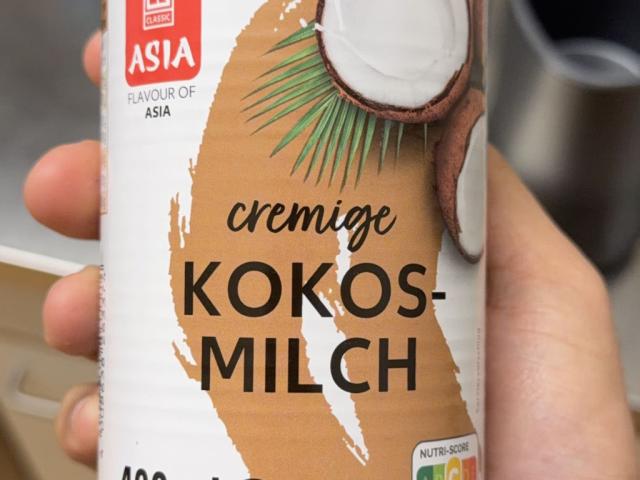 CLASSIC
ASIA
FLAVOUR OF
ASIA
cremige
KOKOS-
MILCH
NUTRI-SCORE